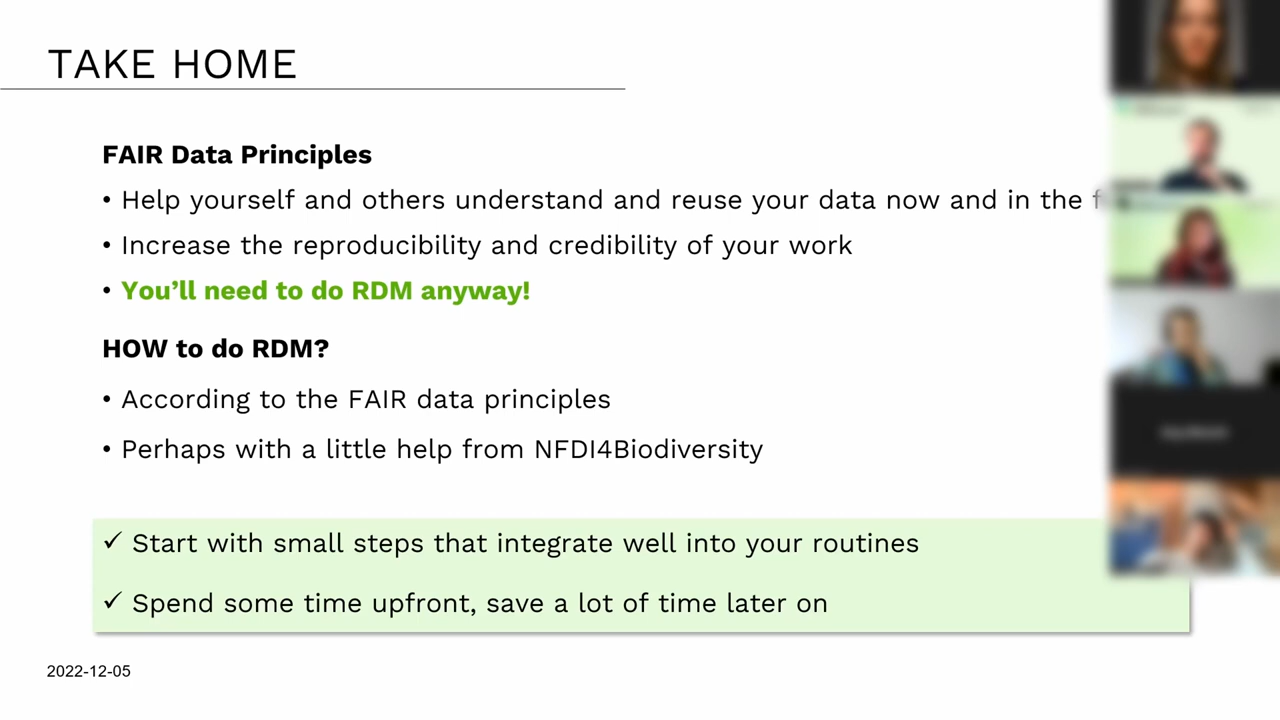 TAKE HOME
FAIR Data Principles
• Help yourself and others understand and reuse your data now and in the
• Increase the reproducibility and credibility of your work
• You’ll need to do RDM anyway!
HOW to do RDM?
• According to the FAIR data principles
• Perhaps with a little help from NFDI4Biodiversity
✓ Start with small steps that integrate well into your routines
✓ Spend some time upfront, save a lot of time later on
2022-12-05